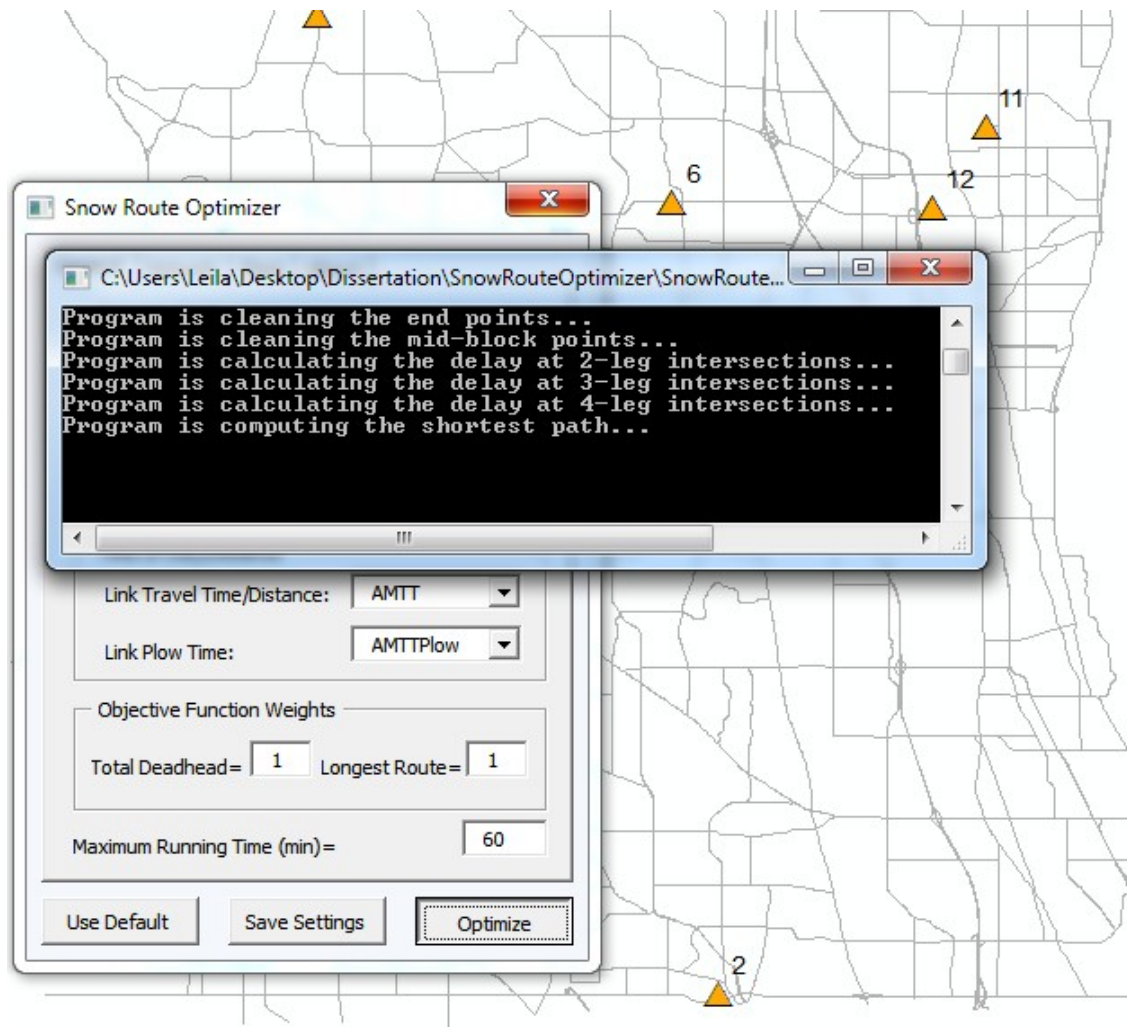 11
6
12
Snow Route Optimizer
C:\Users\Leila\Desktop\Dissertation\SnowRouteOptimizer\SnowRoute...
Program is cleaning the end points...
Program is cleaning the mid-block points...
Program is calculating the delay at 2-leg intersections...
Program is calculating the delay at 3-leg intersections...
Program is calculating the delay at 4-leg intersections...
Program is computing the shortest path...
Link Travel Time/Distance: AMTT
Link Plow Time: AMTTPlow
Objective Function Weights
Total Deadhead= 1 Longest Route= 1
Maximum Running Time (min)= 60
Use Default Save Settings Optimize
2